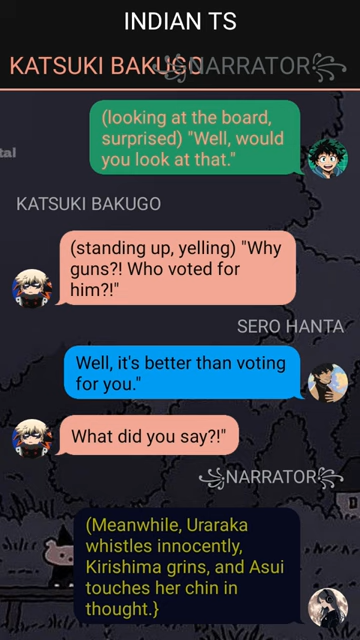 INDIAN TS
KATSUKI BAKUGO
꧁NARRATOR꧂
(looking at the board,
surprised) "Well, would
you look at that."
tal
KATSUKI BAKUGO
(standing up, yelling) "Why
guns?! Who voted for
him?!"
SERO HANTA
Well, it's better than voting
for you."
What did you say?!"
꧁NARRATOR꧂
(Meanwhile, Uraraka
whistles innocently,
Kirishima grins, and Asui
touches her chin in
thought.}